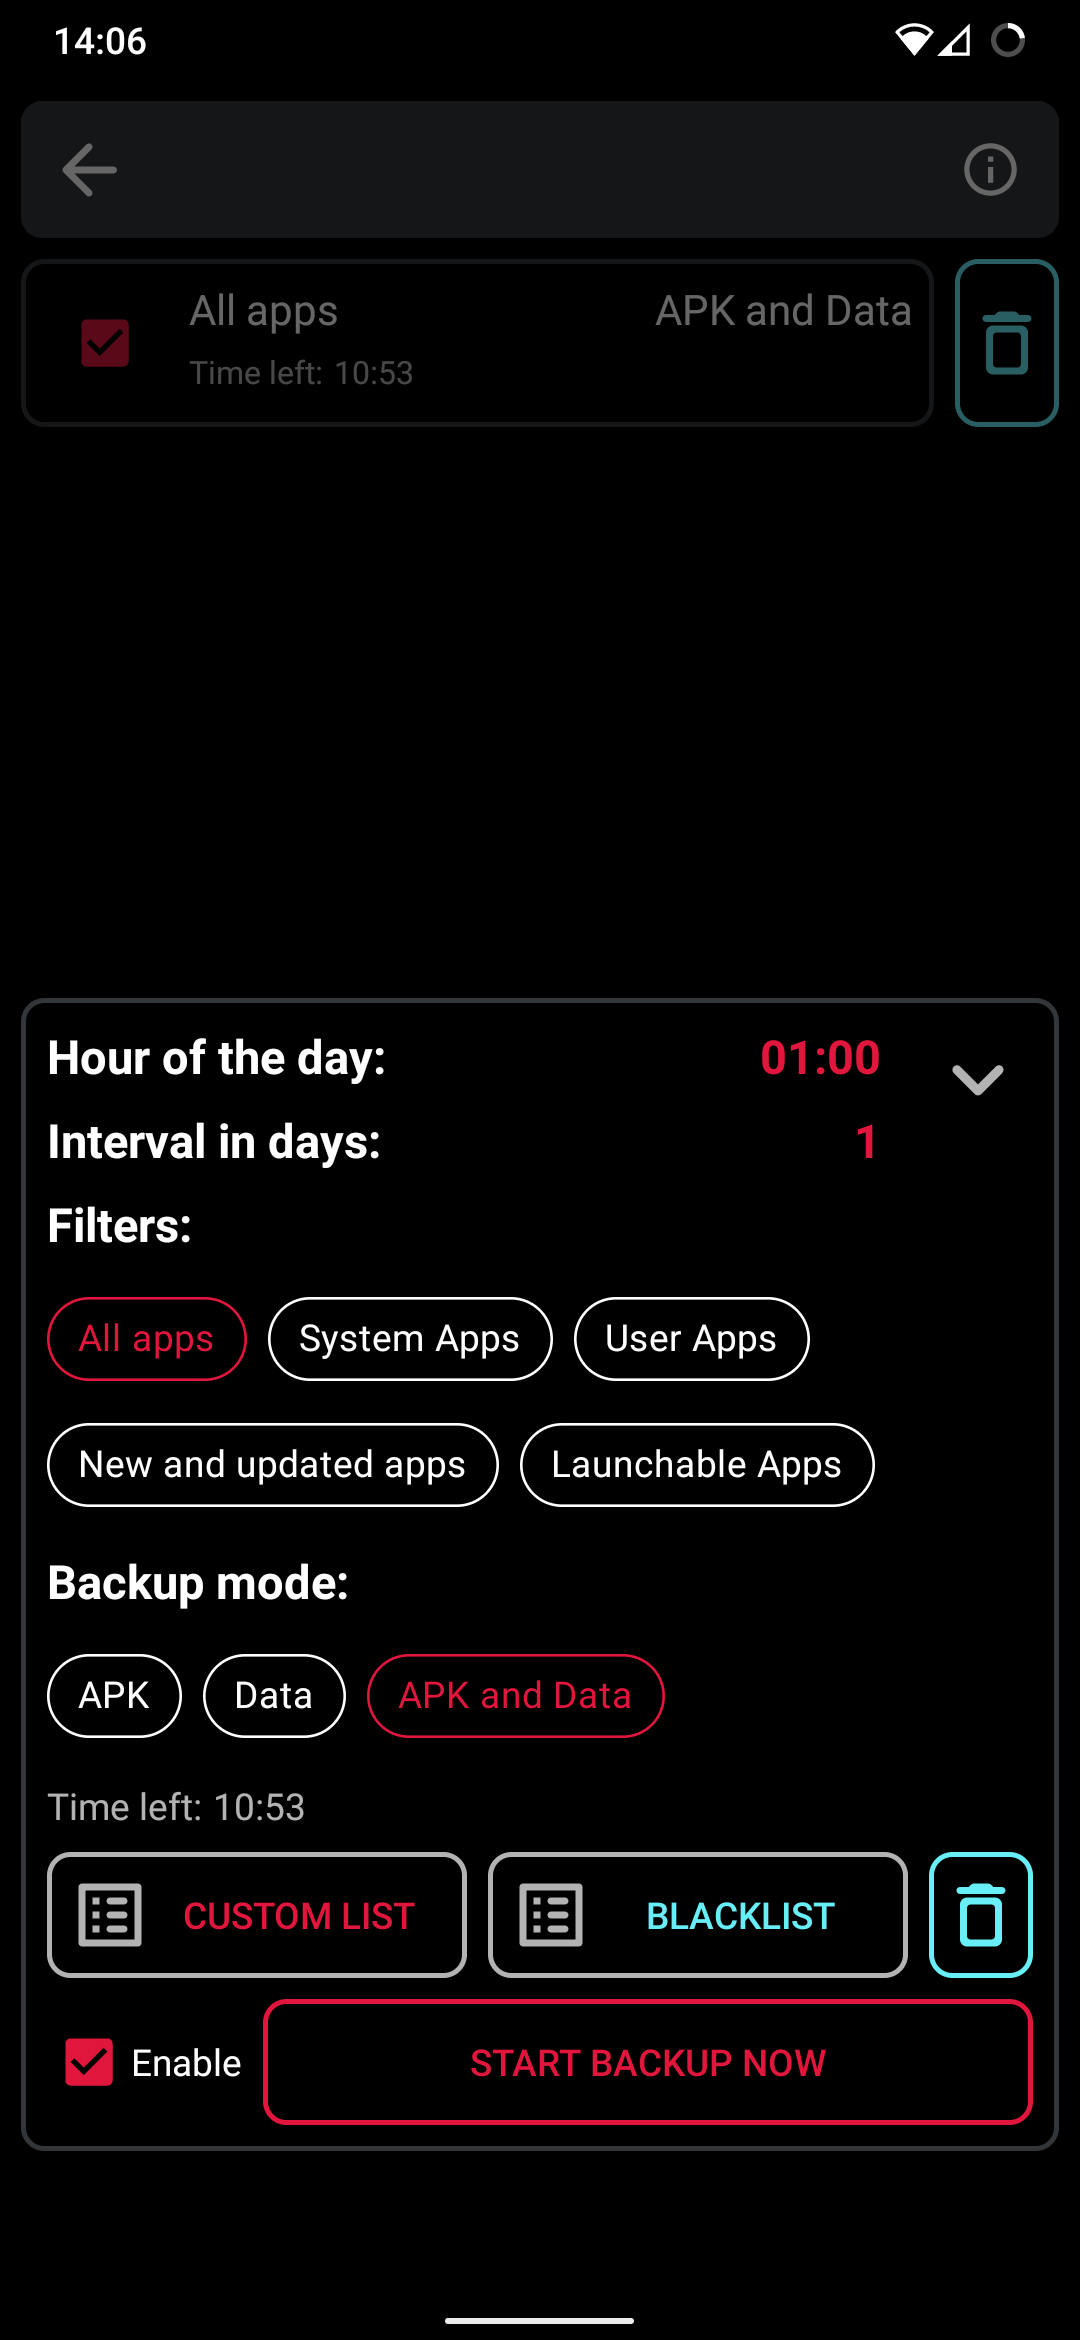 14:06
All apps APK and Data
Time left: 10:53
Hour of the day: 01:00
Interval in days: 1
Filters:
All apps System Apps User Apps
New and updated apps Launchable Apps
Backup mode:
APK Data APK and Data
Time left: 10:53
CUSTOM LIST BLACKLIST
Enable START BACKUP NOW